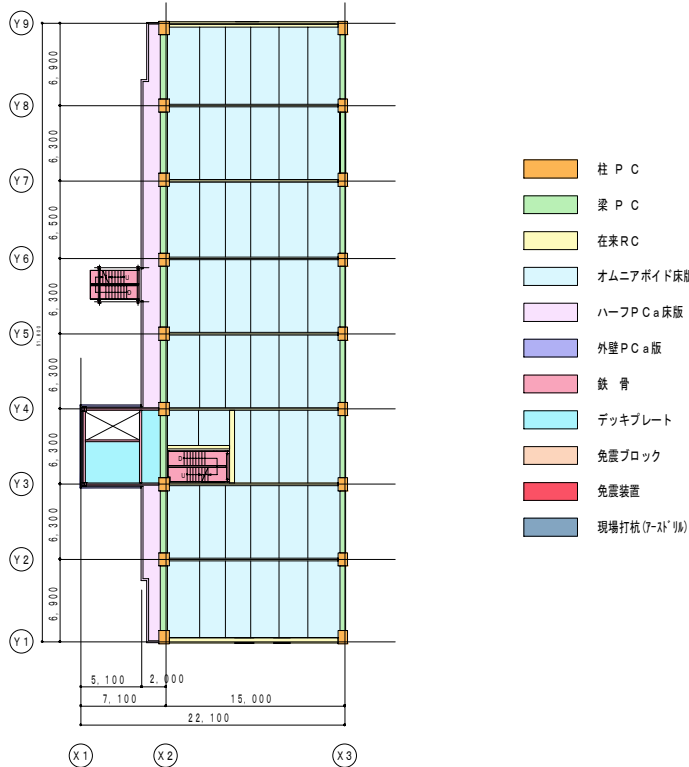 Y9
6,900
Y8
6,300
Y7
6,500
Y6
6,300
Y5
6,300
Y4
6,300
Y3
6,300
Y2
6,900
Y1
U
D
D
U
5,100
2,000
7,100
15,000
22,100
X1
X2
X3
柱 PC
梁 PC
在来RC
オムニアボイド床版
ハーフPCa床版
外壁PCa版
鉄 骨
デッキプレート
免震ブロック
免震装置
現場打杭(アースドリル)